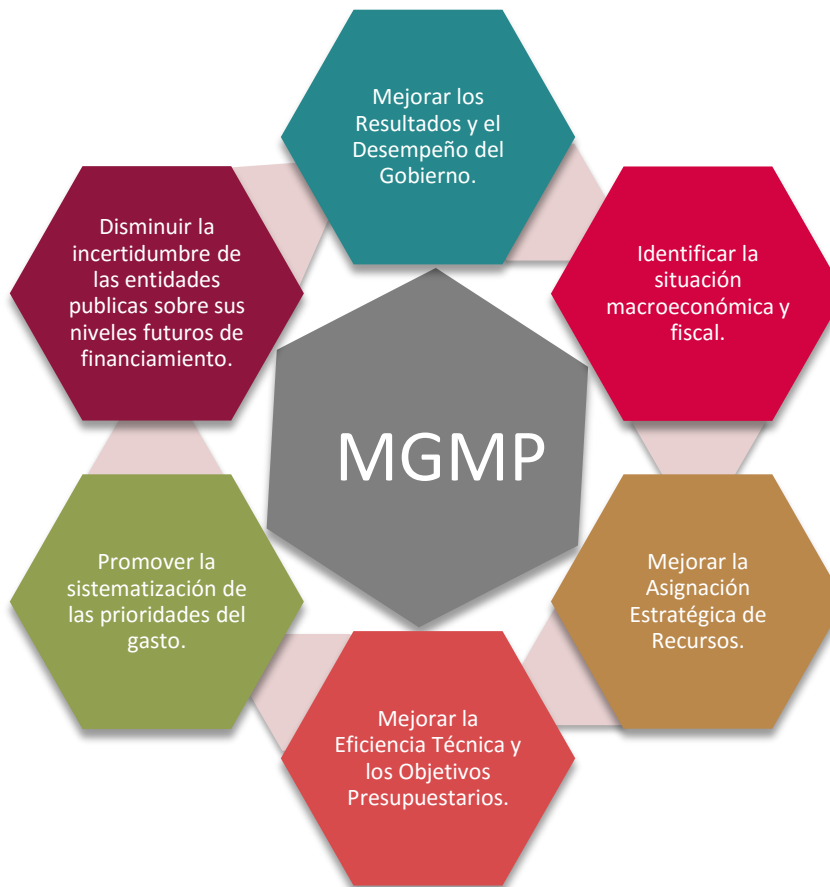 Mejorar los
Resultados y el
Desempeño del
Gobierno.
Identificar la
situación
macroeconómica y
fiscal.
Mejorar la
Asignación
Estratégica de
Recursos.
Mejorar la
Eficiencia Técnica y
los Objetivos
Presupuestarios.
Promover la
sistematización de
las prioridades del
gasto.
Disminuir la
incertidumbre de
las entidades
publicas sobre sus
niveles futuros de
financiamiento.
MGMP